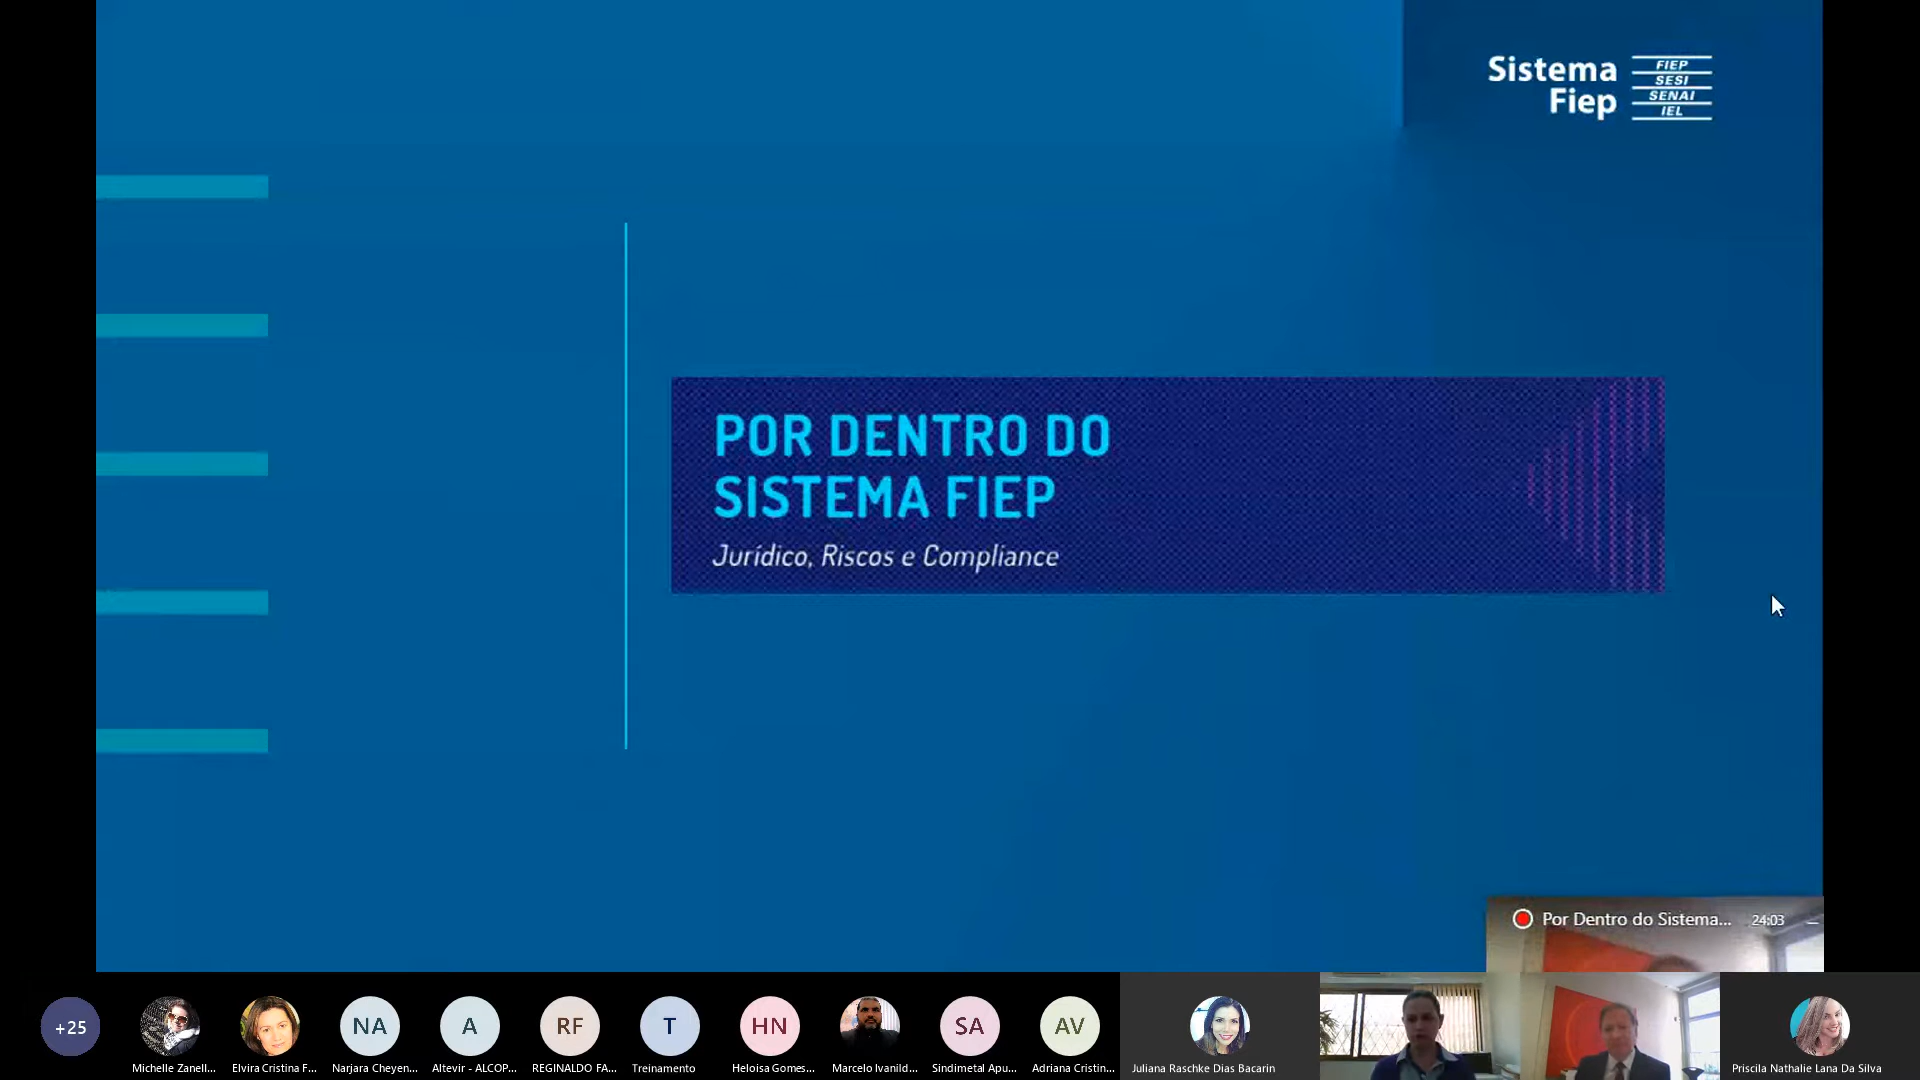 Sistema
Fiep
FIEP
SESI
SENAI
IEL
POR DENTRO DO
SISTEMA FIEP
Jurídico, Riscos e Compliance
Por Dentro do Sistema... 24:03
+25
NA
A
RF
T
HN
SA
AV
Michelle Zanell...
Elvira Cristina F...
Narjara Cheyen...
Altevir - ALCOP...
REGINALDO FA...
Treinamento
Heloisa Gomes...
Marcelo Ivanild...
Sindimetal Apu...
Adriana Cristin...
Juliana Raschke Dias Bacarin
Priscila Nathalie Lana Da Silva